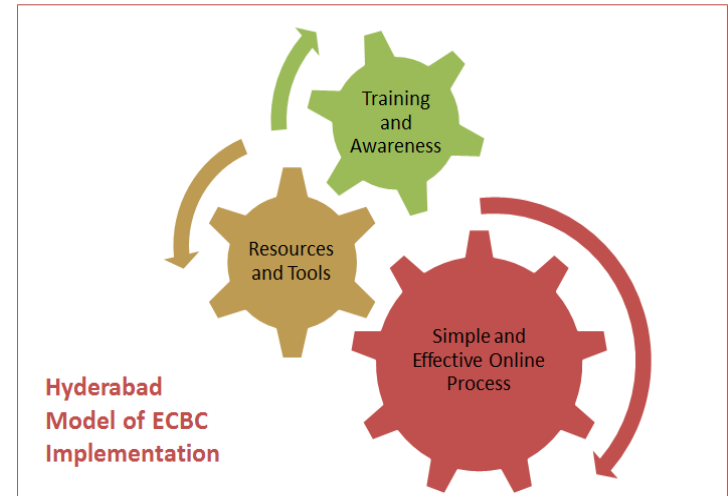 Training
and
Awareness
Resources
and Tools
Simple and
Effective Online
Process
Hyderabad
Model of ECBC
Implementation